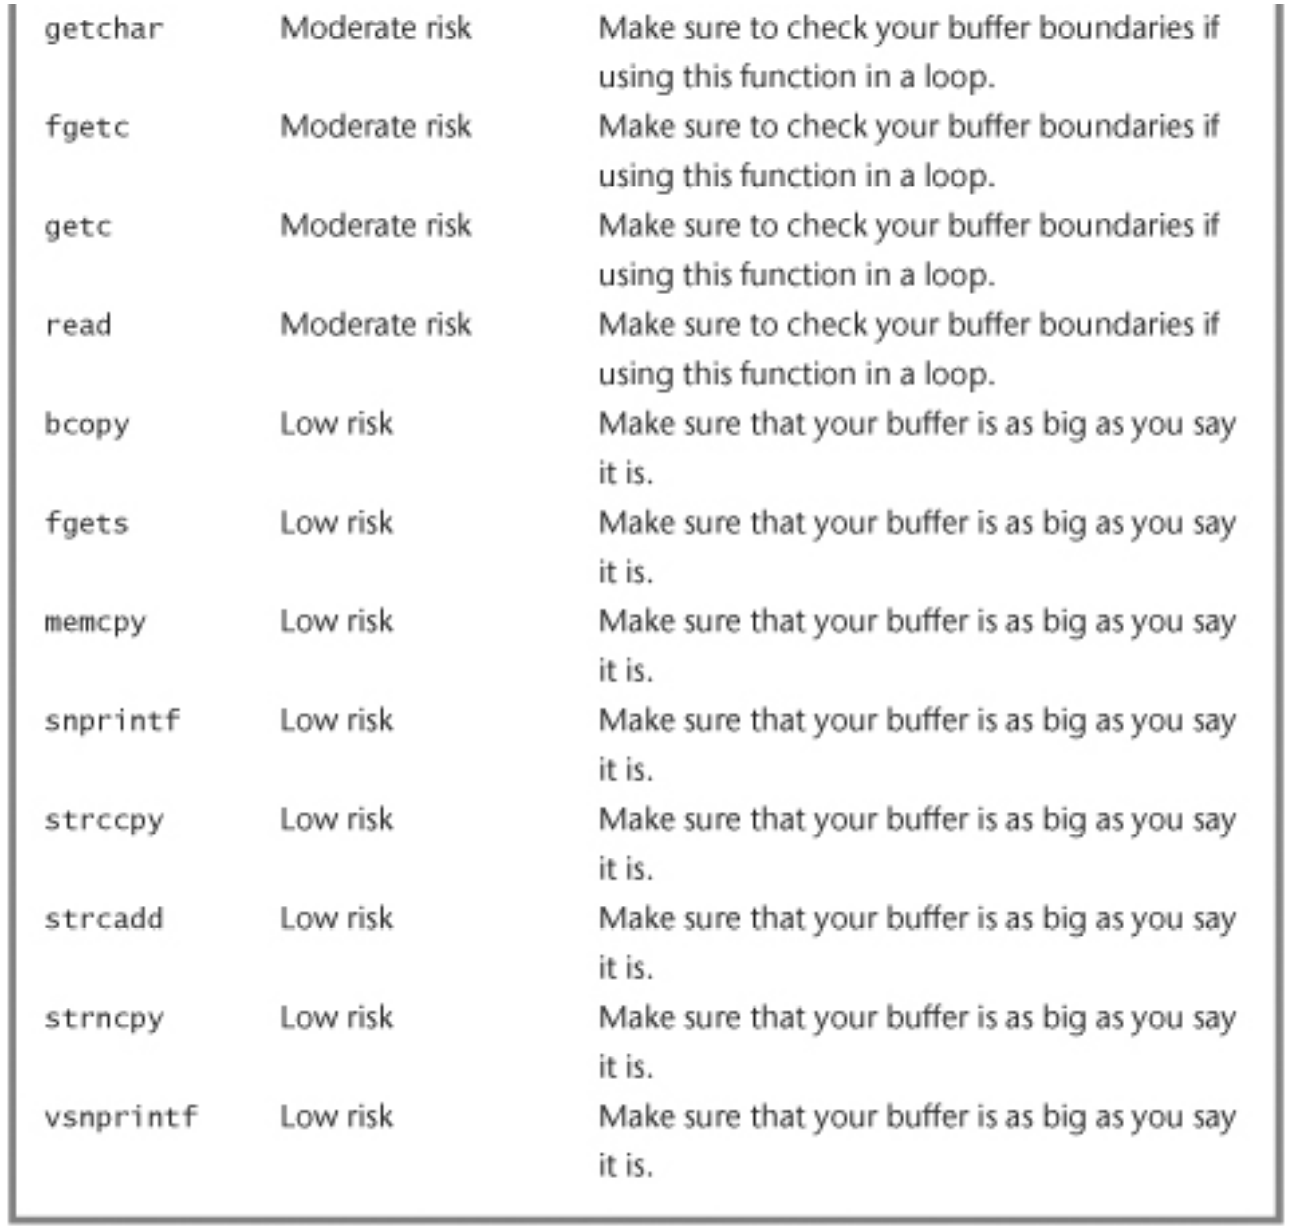 getchar Moderate risk Make sure to check your buffer boundaries if
using this function in a loop.
fgetc Moderate risk Make sure to check your buffer boundaries if
using this function in a loop.
getc Moderate risk Make sure to check your buffer boundaries if
using this function in a loop.
read Moderate risk Make sure to check your buffer boundaries if
using this function in a loop.
bcopy Low risk Make sure that your buffer is as big as you say
it is.
fgets Low risk Make sure that your buffer is as big as you say
it is.
memcpy Low risk Make sure that your buffer is as big as you say
it is.
snprintf Low risk Make sure that your buffer is as big as you say
it is.
strccpy Low risk Make sure that your buffer is as big as you say
it is.
strcadd Low risk Make sure that your buffer is as big as you say
it is.
strncpy Low risk Make sure that your buffer is as big as you say
it is.
vsnprintf Low risk Make sure that your buffer is as big as you say
it is.